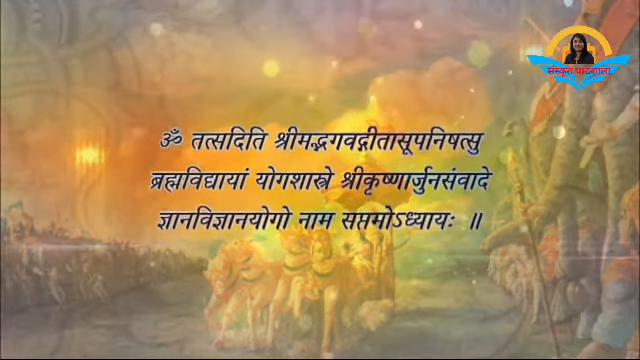 संस्कृत पाठशाला
ॐ तत्सदिति श्रीमद्भगवद्गीतासूपनिषत्सु
ब्रह्मविद्यायां योगशास्त्रे श्रीकृष्णार्जुनसंवादे
ज्ञानविज्ञानयोगो नाम सप्तमोऽध्यायः ॥